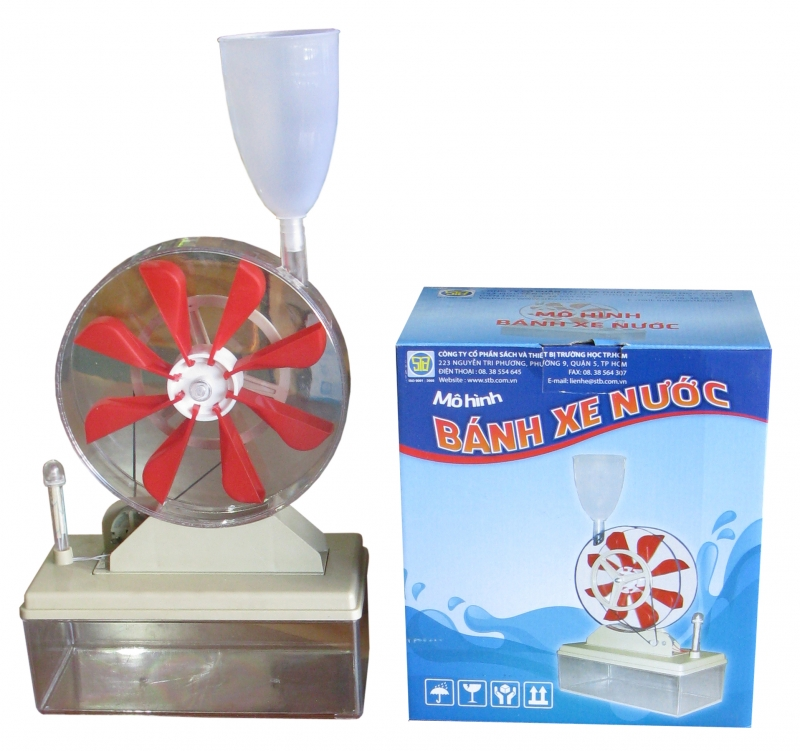 MÔ HÌNH
BÁNH XE NƯỚC
STB
CÔNG TY CỔ PHẦN SÁCH VÀ THIẾT BỊ TRƯỜNG HỌC TP.HCM
223 NGUYỄN TRI PHƯƠNG, PHƯỜNG 9, QUẬN 5, TP HCM
ĐIỆN THOẠI : 08. 38 554 645 FAX: 08. 38 564 307
Website : www.stb.com.vn E-mail: lienhe@stb.com.vn
Mô hình
BÁNH XE NƯỚC